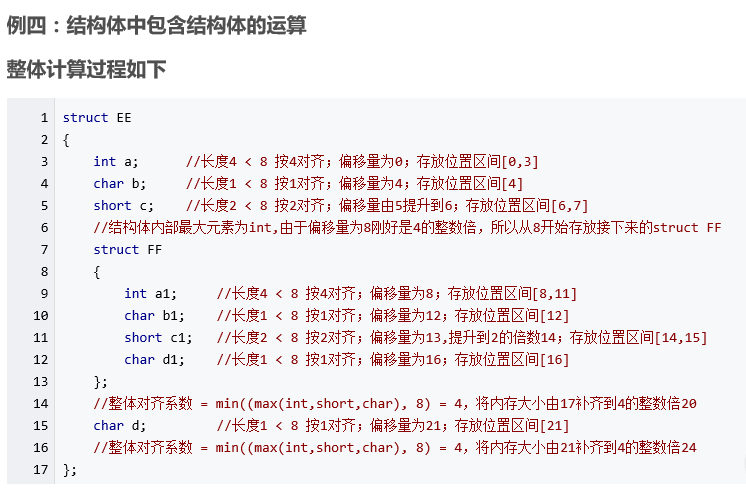 例四：结构体中包含结构体的运算
整体计算过程如下
1 struct EE
2 {
3     int a;      //长度4 < 8 按4对齐；偏移量为0；存放位置区间[0,3]
4     char b;     //长度1 < 8 按1对齐；偏移量为4；存放位置区间[4]
5     short c;    //长度2 < 8 按2对齐；偏移量由5提升到6；存放位置区间[6,7]
6     //结构体内部最大元素为int,由于偏移量为8刚好是4的整数倍，所以从8开始存放接下来的struct FF
7     struct FF
8     {
9         int a1;     //长度4 < 8 按4对齐；偏移量为8；存放位置区间[8,11]
10         char b1;    //长度1 < 8 按1对齐；偏移量为12；存放位置区间[12]
11         short c1;   //长度2 < 8 按2对齐；偏移量为13,提升到2的倍数14；存放位置区间[14,15]
12         char d1;    //长度1 < 8 按1对齐；偏移量为16；存放位置区间[16]
13     };
14     //整体对齐系数 = min((max(int,short,char), 8) = 4，将内存大小由17补齐到4的整数倍20
15     char d;         //长度1 < 8 按1对齐；偏移量为21；存放位置区间[21]
16     //整体对齐系数 = min((max(int,short,char), 8) = 4，将内存大小由21补齐到4的整数倍24
17 };